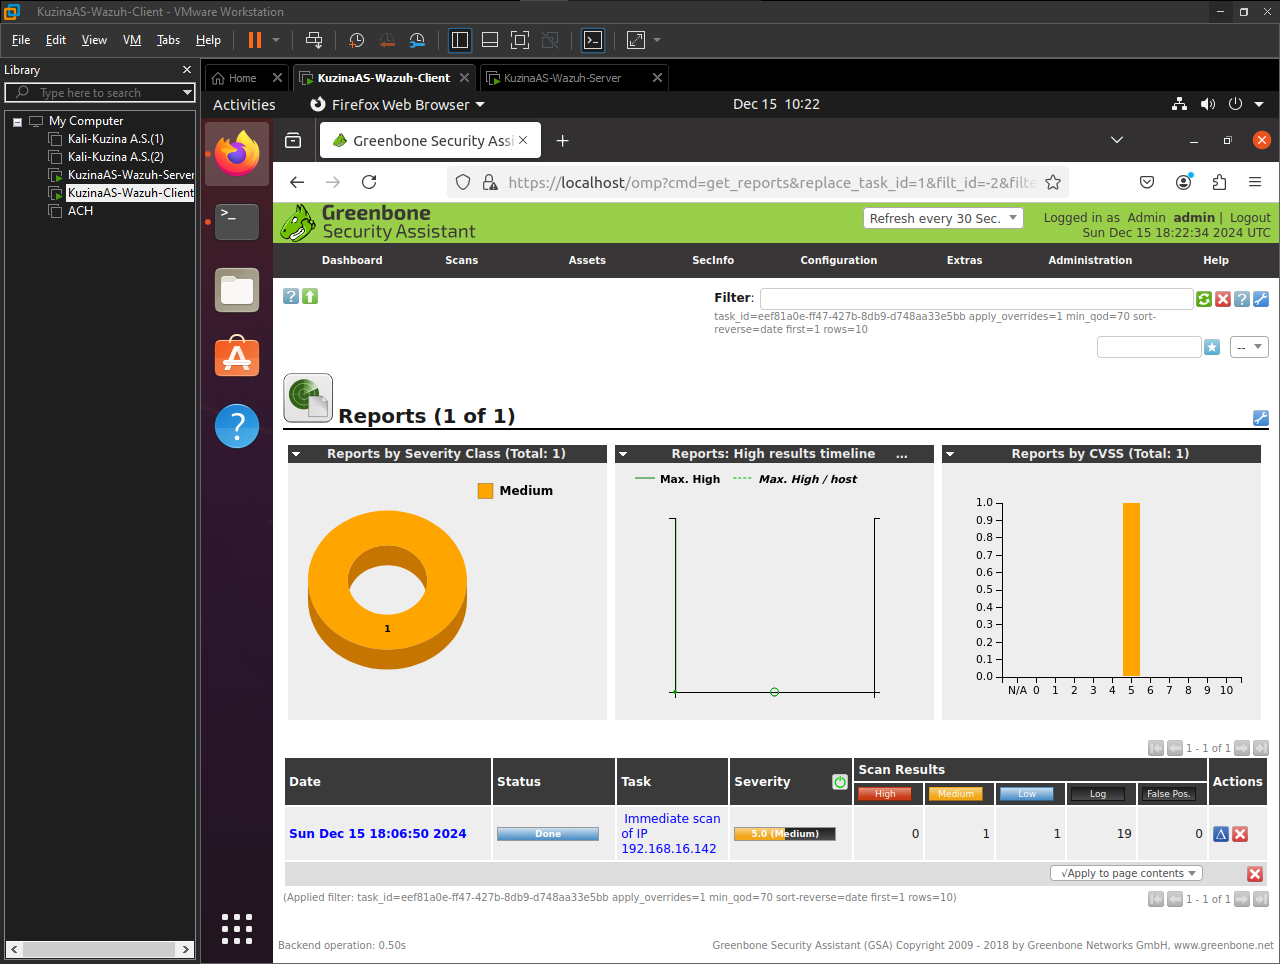 KuzinaAS-Wazuh-Client - VMware Workstation
File Edit View VM Tabs Help
Library
Type here to search
My Computer
Kali-Kuzina A.S.(1)
Kali-Kuzina A.S.(2)
KuzinaAS-Wazuh-Server
KuzinaAS-Wazuh-Client
ACH
Home KuzinaAS-Wazuh-Client KuzinaAS-Wazuh-Server
Activities Firefox Web Browser Dec 15 10:22
Greenbone Security Assi
https://localhost/omp?cmd=get_reports&replace_task_id=1&filt_id=-2&filte
Greenbone
Security Assistant
Refresh every 30 Sec.
Logged in as Admin admin | Logout
Sun Dec 15 18:22:34 2024 UTC
Dashboard Scans Assets SecInfo Configuration Extras Administration Help
Filter:
task_id=eef81a0e-ff47-427b-8db9-d748aa33e5bb apply_overrides=1 min_qod=70 sort-
reverse=date first=1 rows=10
--
Reports (1 of 1)
Reports by Severity Class (Total: 1)
Medium
1
Reports: High results timeline ...
Max. High Max. High / host
Reports by CVSS (Total: 1)
1.0
0.9
0.8
0.7
0.6
0.5
0.4
0.3
0.2
0.1
0.0
N/A 0 1 2 3 4 5 6 7 8 9 10
1 - 1 of 1
Date Status Task Severity Scan Results Actions
High Medium Low Log False Pos.
Sun Dec 15 18:06:50 2024 Done Immediate scan
of IP
192.168.16.142
5.0 (Medium) 0 1 1 19 0
√Apply to page contents
(Applied filter: task_id=eef81a0e-ff47-427b-8db9-d748aa33e5bb apply_overrides=1 min_qod=70 sort-reverse=date first=1 rows=10)
1 - 1 of 1
Backend operation: 0.50s
Greenbone Security Assistant (GSA) Copyright 2009 - 2018 by Greenbone Networks GmbH, www.greenbone.net